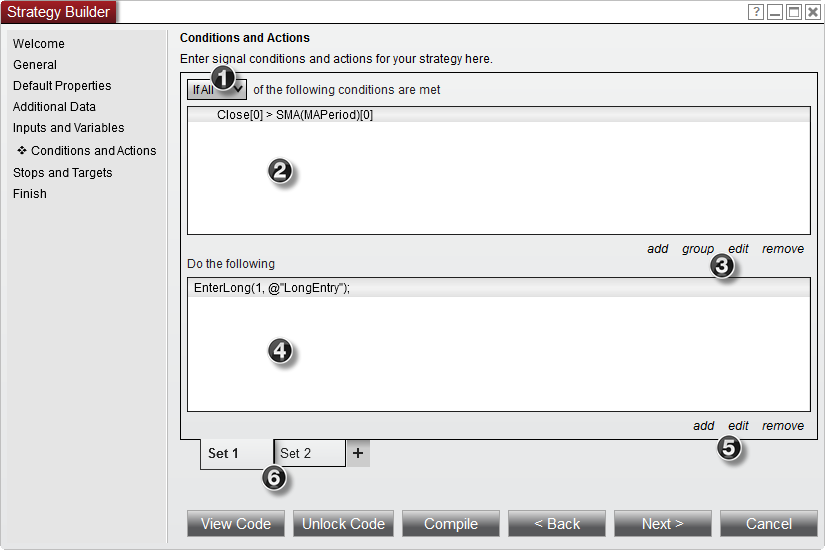 Strategy Builder
?
Welcome
General
Default Properties
Additional Data
Inputs and Variables
❖ Conditions and Actions
Stops and Targets
Finish
Conditions and Actions
Enter signal conditions and actions for your strategy here.
1
If All of the following conditions are met
Close[0] > SMA(MAPeriod)[0]
2
add group edit remove
3
Do the following
EnterLong(1, @"LongEntry");
4
add edit remove
5
Set 1 Set 2 +
6
View Code Unlock Code Compile < Back Next > Cancel